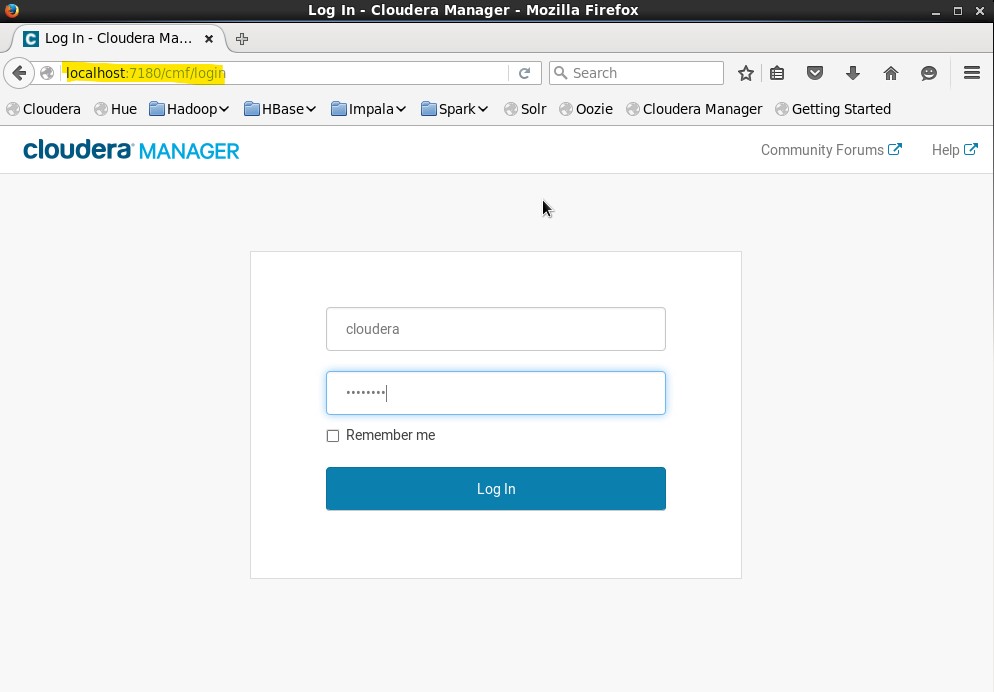 Log In - Cloudera Manager - Mozilla Firefox
Log In - Cloudera Ma...
localhost:7180/cmf/login
Search
Cloudera Hue Hadoop HBase Impala Spark Solr Oozie Cloudera Manager Getting Started
cloudera MANAGER
Community Forums Help
cloudera
••••••••
Remember me
Log In